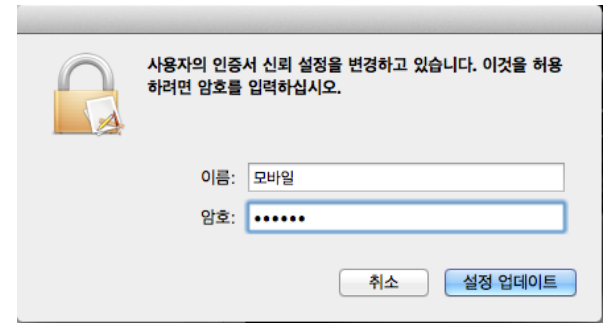 사용자의 인증서 신뢰 설정을 변경하고 있습니다. 이것을 허용
하려면 암호를 입력하십시오.
이름: 모바일
암호: ••••••
취소 설정 업데이트